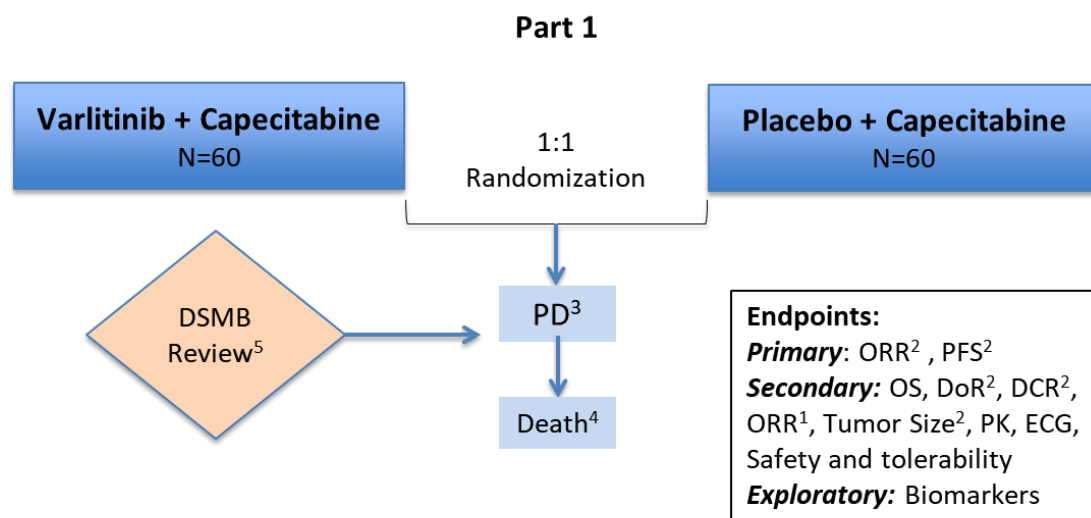 Part 1
Varlitinib + Capecitabine
N=60
1:1
Randomization
Placebo + Capecitabine
N=60
DSMB
Review⁵
PD³
Death⁴
Endpoints:
Primary: ORR² , PFS²
Secondary: OS, DoR², DCR²,
ORR¹, Tumor Size², PK, ECG,
Safety and tolerability
Exploratory: Biomarkers